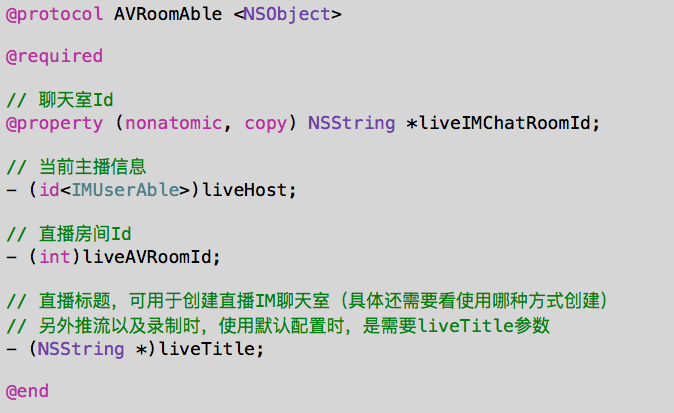 @protocol AVRoomAble <NSObject>
@required
// 聊天室Id
@property (nonatomic, copy) NSString *liveIMChatRoomId;
// 当前主播信息
- (id<IMUserAble>)liveHost;
// 直播房间Id
- (int)liveAVRoomId;
// 直播标题，可用于创建直播IM聊天室（具体还需要看使用哪种方式创建）
// 另外推流以及录制时，使用默认配置时，是需要liveTitle参数
- (NSString *)liveTitle;
@end